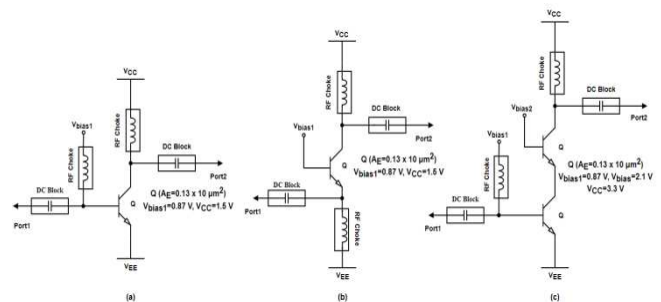 VCC
RF Choke
DC Block
Port2
Vbias1
RF Choke
DC Block
Port1
Q
Q (AE=0.13 x 10 µm2)
Vbias1=0.87 V, VCC=1.5 V
VEE
(a)
VCC
RF Choke
DC Block
Port2
Vbias1
Q
Q (AE=0.13 x 10 µm2)
Vbias1=0.87 V, VCC=1.5 V
DC Block
Port1
RF Choke
VEE
(b)
VCC
RF Choke
DC Block
Port2
Vbias2
Q
Q (AE=0.13 x 10 µm2)
Vbias1=0.87 V, Vbias=2.1 V
VCC=3.3 V
Vbias1
RF Choke
DC Block
Port1
Q
VEE
(c)